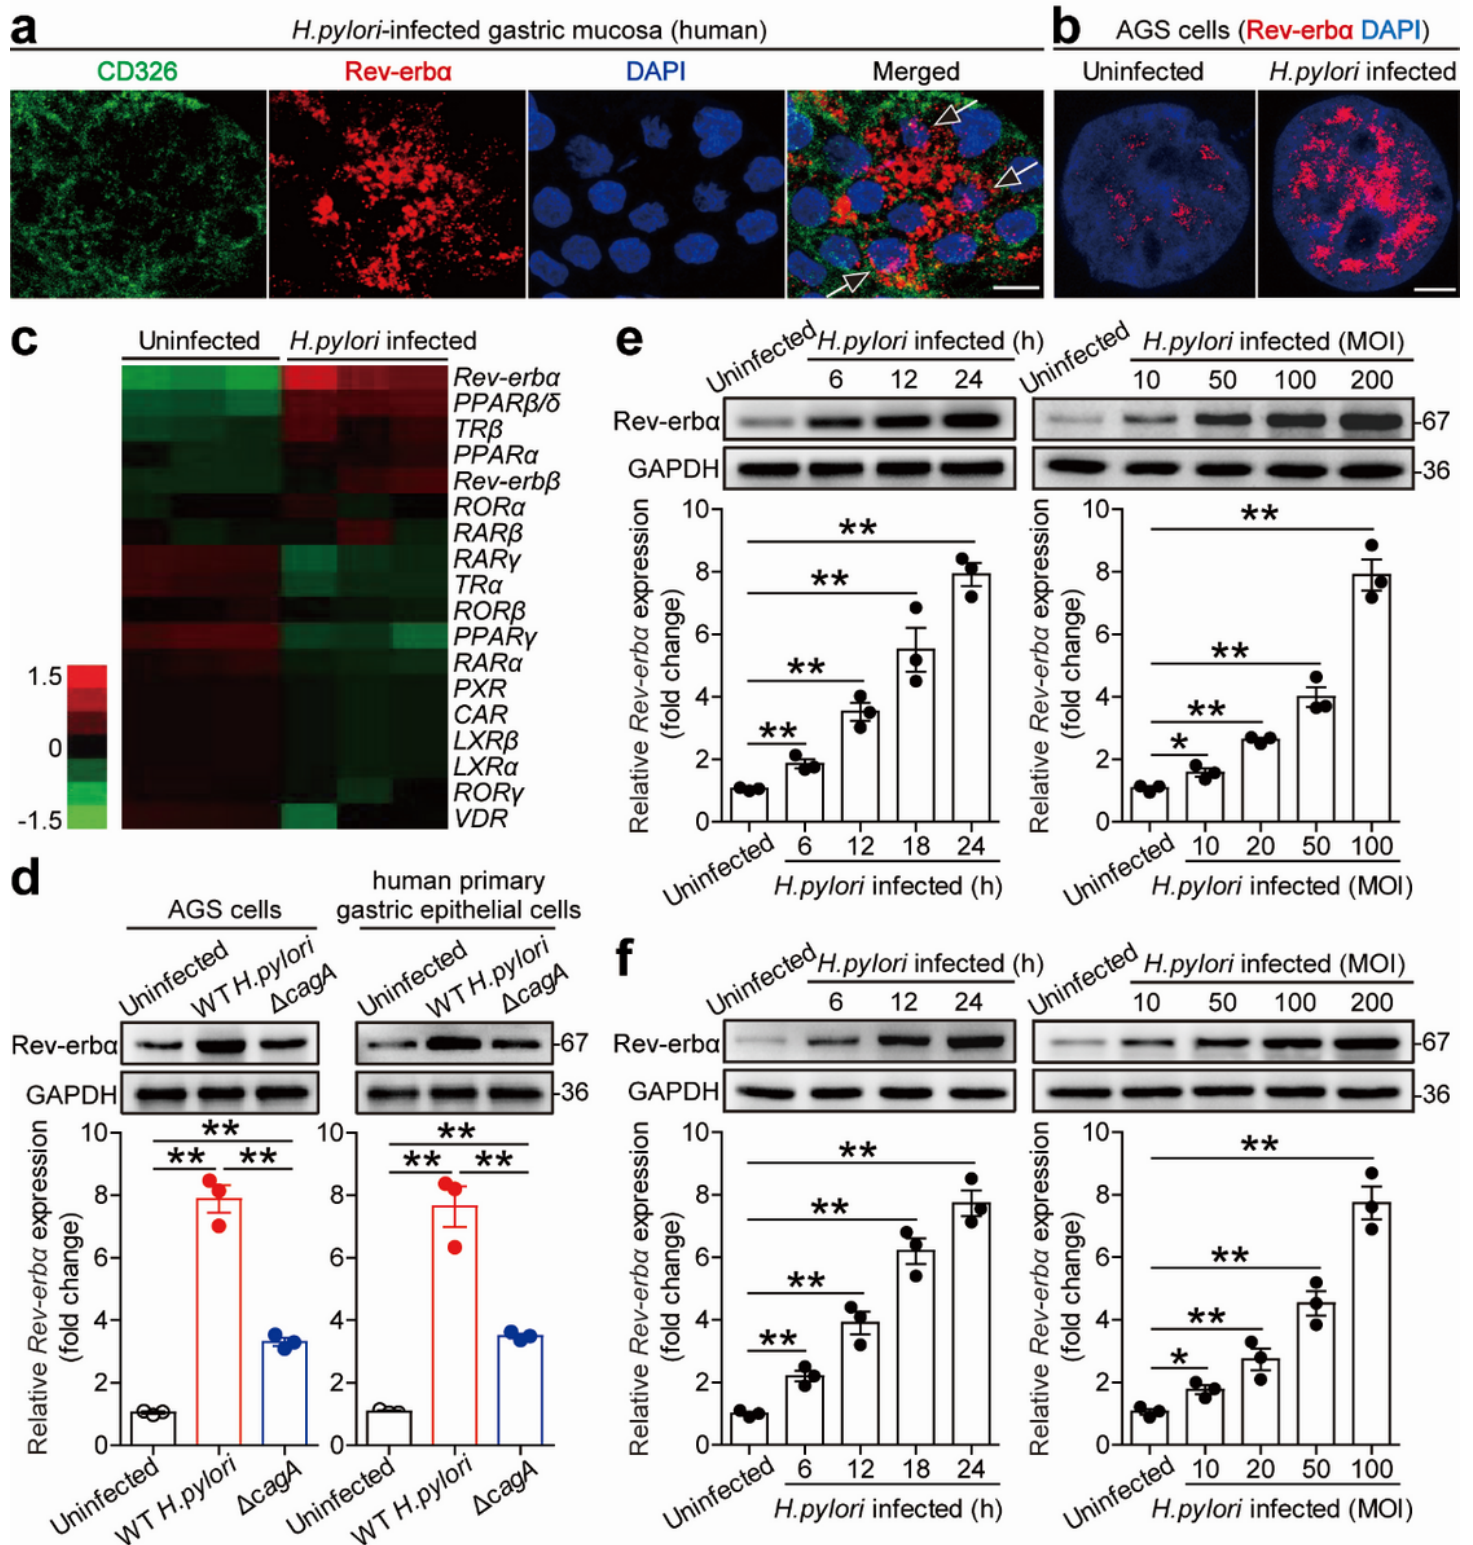 a
H.pylori-infected gastric mucosa (human)
CD326 Rev-erbα DAPI Merged
b
AGS cells (Rev-erbα DAPI)
Uninfected H.pylori infected
c
Uninfected H.pylori infected
Rev-erbα
PPARβ/δ
TRβ
PPARα
Rev-erbβ
RORα
RARβ
RARγ
TRα
RORβ
PPARγ
RARα
PXR
CAR
LXRβ
LXRα
RORγ
VDR
1.5
0
-1.5
d
AGS cells
human primary
gastric epithelial cells
Uninfected WT H.pylori ΔcagA
Uninfected WT H.pylori ΔcagA
Rev-erbα -67
GAPDH -36
Relative Rev-erbα expression
(fold change)
10
8
6
4
2
0
**
** **
Uninfected WT H.pylori ΔcagA
10
8
6
4
2
0
**
** **
Uninfected WT H.pylori ΔcagA
e
Uninfected H.pylori infected (h)
6 12 24
Uninfected H.pylori infected (MOI)
10 50 100 200
Rev-erbα -67
GAPDH -36
Relative Rev-erbα expression
(fold change)
10
8
6
4
2
0
**
**
**
**
Uninfected 6 12 18 24
H.pylori infected (h)
Relative Rev-erbα expression
(fold change)
10
8
6
4
2
0
**
**
**
*
Uninfected 10 20 50 100
H.pylori infected (MOI)
f
Uninfected H.pylori infected (h)
6 12 24
Uninfected H.pylori infected (MOI)
10 50 100 200
Rev-erbα -67
GAPDH -36
Relative Rev-erbα expression
(fold change)
10
8
6
4
2
0
**
**
**
**
Uninfected 6 12 18 24
H.pylori infected (h)
Relative Rev-erbα expression
(fold change)
10
8
6
4
2
0
**
**
**
*
Uninfected 10 20 50 100
H.pylori infected (MOI)